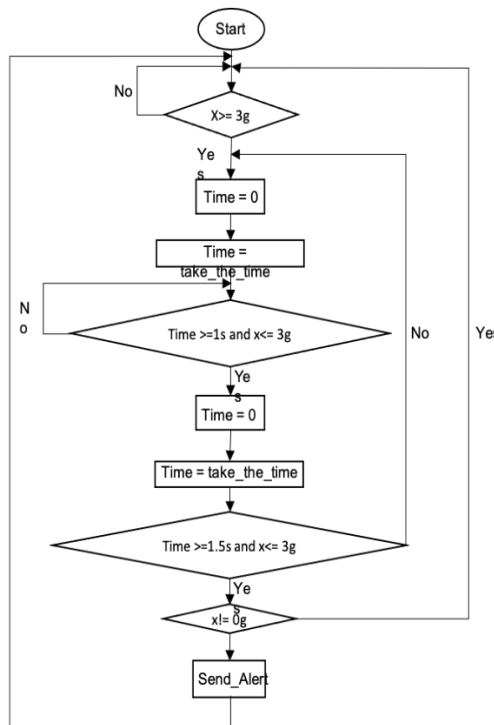 Start
No
X>= 3g
Ye
s
Time = 0
Time =
take_the_time
N
o
Time >=1s and x<= 3g
No
Yes
Ye
s
Time = 0
Time = take_the_time
Time >=1.5s and x<= 3g
Ye
s
x!= 0g
Send_Alert